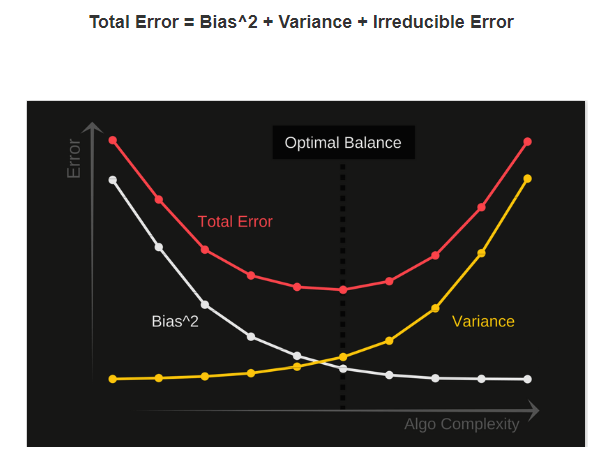 Total Error = Bias^2 + Variance + Irreducible Error
Optimal Balance
Error
Total Error
Bias^2
Variance
Algo Complexity